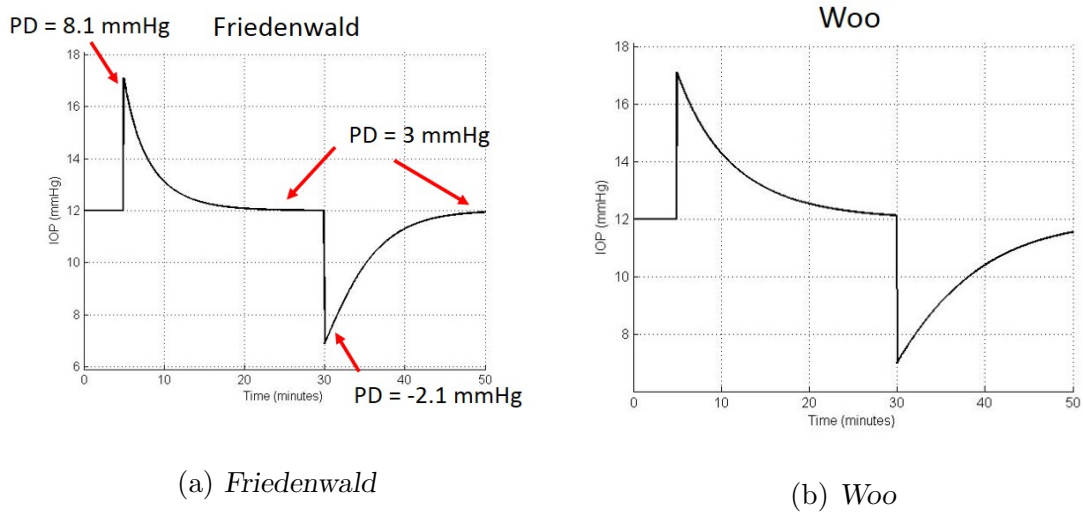 PD = 8.1 mmHg
Friedenwald
18
16
14
12
10
8
6
IOP (mmHg)
PD = 3 mmHg
PD = -2.1 mmHg
0
10
20
30
40
50
Time (minutes)
(a) Friedenwald
Woo
18
16
14
12
10
8
IOP (mmHg)
0
10
20
30
40
50
Time (minutes)
(b) Woo